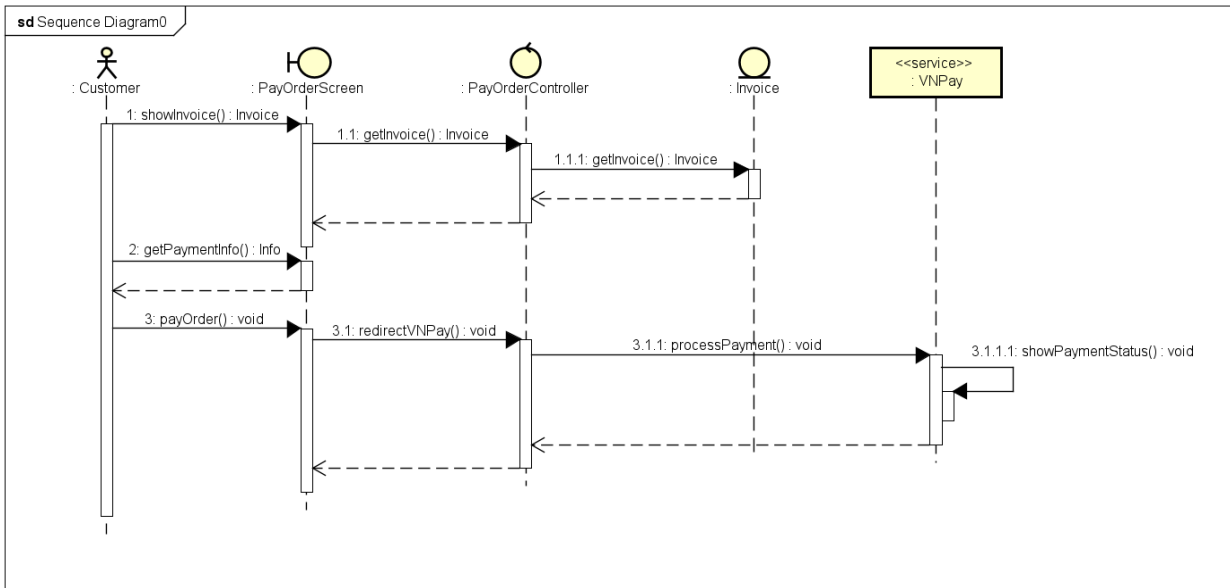 sd Sequence Diagram0
<<service>>
: Customer
: PayOrderScreen
: PayOrderController
: Invoice
: VNPay
1: showInvoice() : Invoice
1.1: getInvoice() : Invoice
1.1.1: getInvoice() : Invoice
2: getPaymentInfo() : Info
3: payOrder() : void
3.1: redirectVNPay() : void
3.1.1: processPayment() : void
3.1.1.1: showPaymentStatus() : void